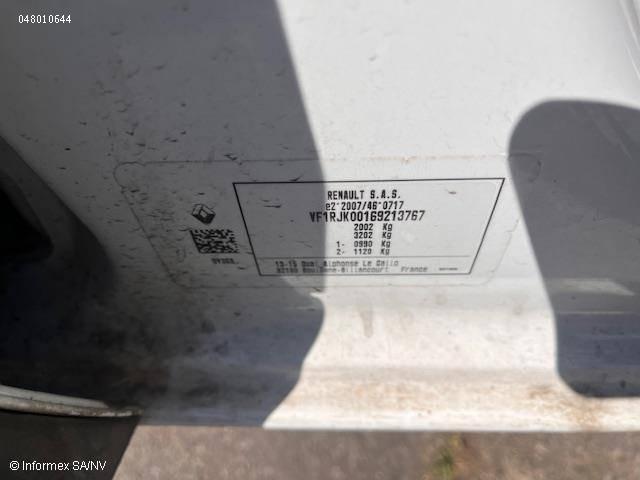 048010644
RENAULT S.A.S.
e2*2007/46*0717
VF1RJK00169213767
2002 Kg
3202 Kg
1- 0990 Kg
2- 1120 Kg
13-15 Quai Alphonse Le Gallo
92100 Boulogne-Billancourt France
© Informex SA/NV